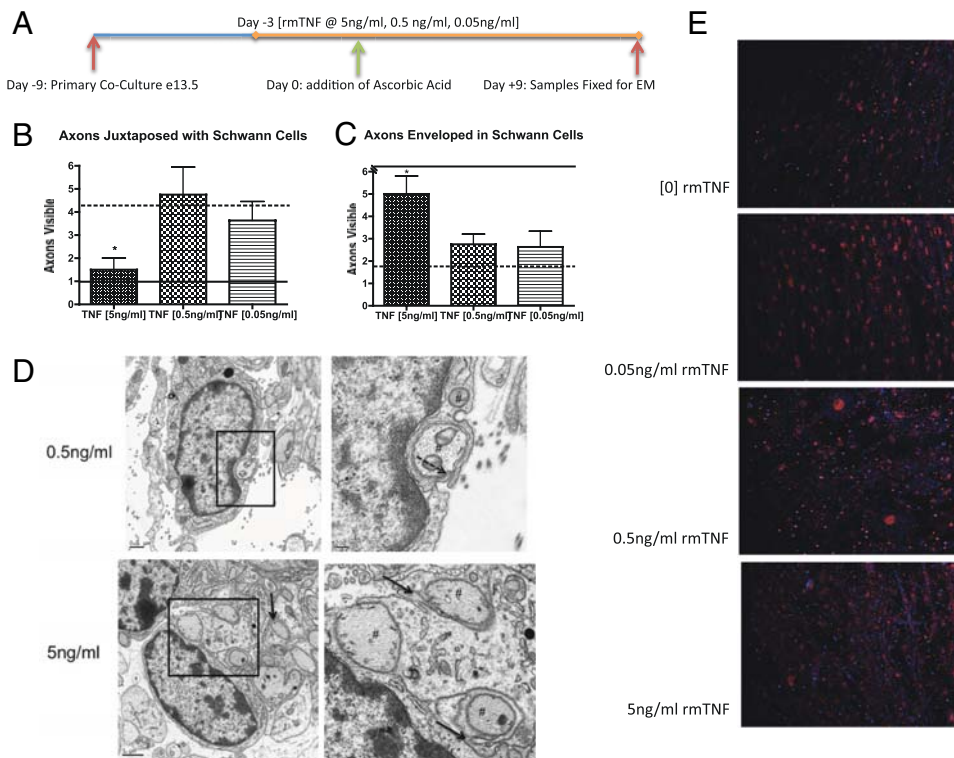 A
Day -3 [rmTNF @ 5ng/ml, 0.5 ng/ml, 0.05ng/ml]
Day -9: Primary Co-Culture e13.5
Day 0: addition of Ascorbic Acid
Day +9: Samples Fixed for EM
B
Axons Juxtaposed with Schwann Cells
Axons Visible
6
5
4
3
2
1
0
*
TNF [5ng/ml]
TNF [0.5ng/ml]
TNF [0.05ng/ml]
C
Axons Enveloped in Schwann Cells
Axons Visible
6
5
4
3
2
1
0
*
TNF [5ng/ml]
TNF [0.5ng/ml]
TNF [0.05ng/ml]
D
0.5ng/ml
#
#
5ng/ml
#
#
#
E
[0] rmTNF
0.05ng/ml rmTNF
0.5ng/ml rmTNF
5ng/ml rmTNF